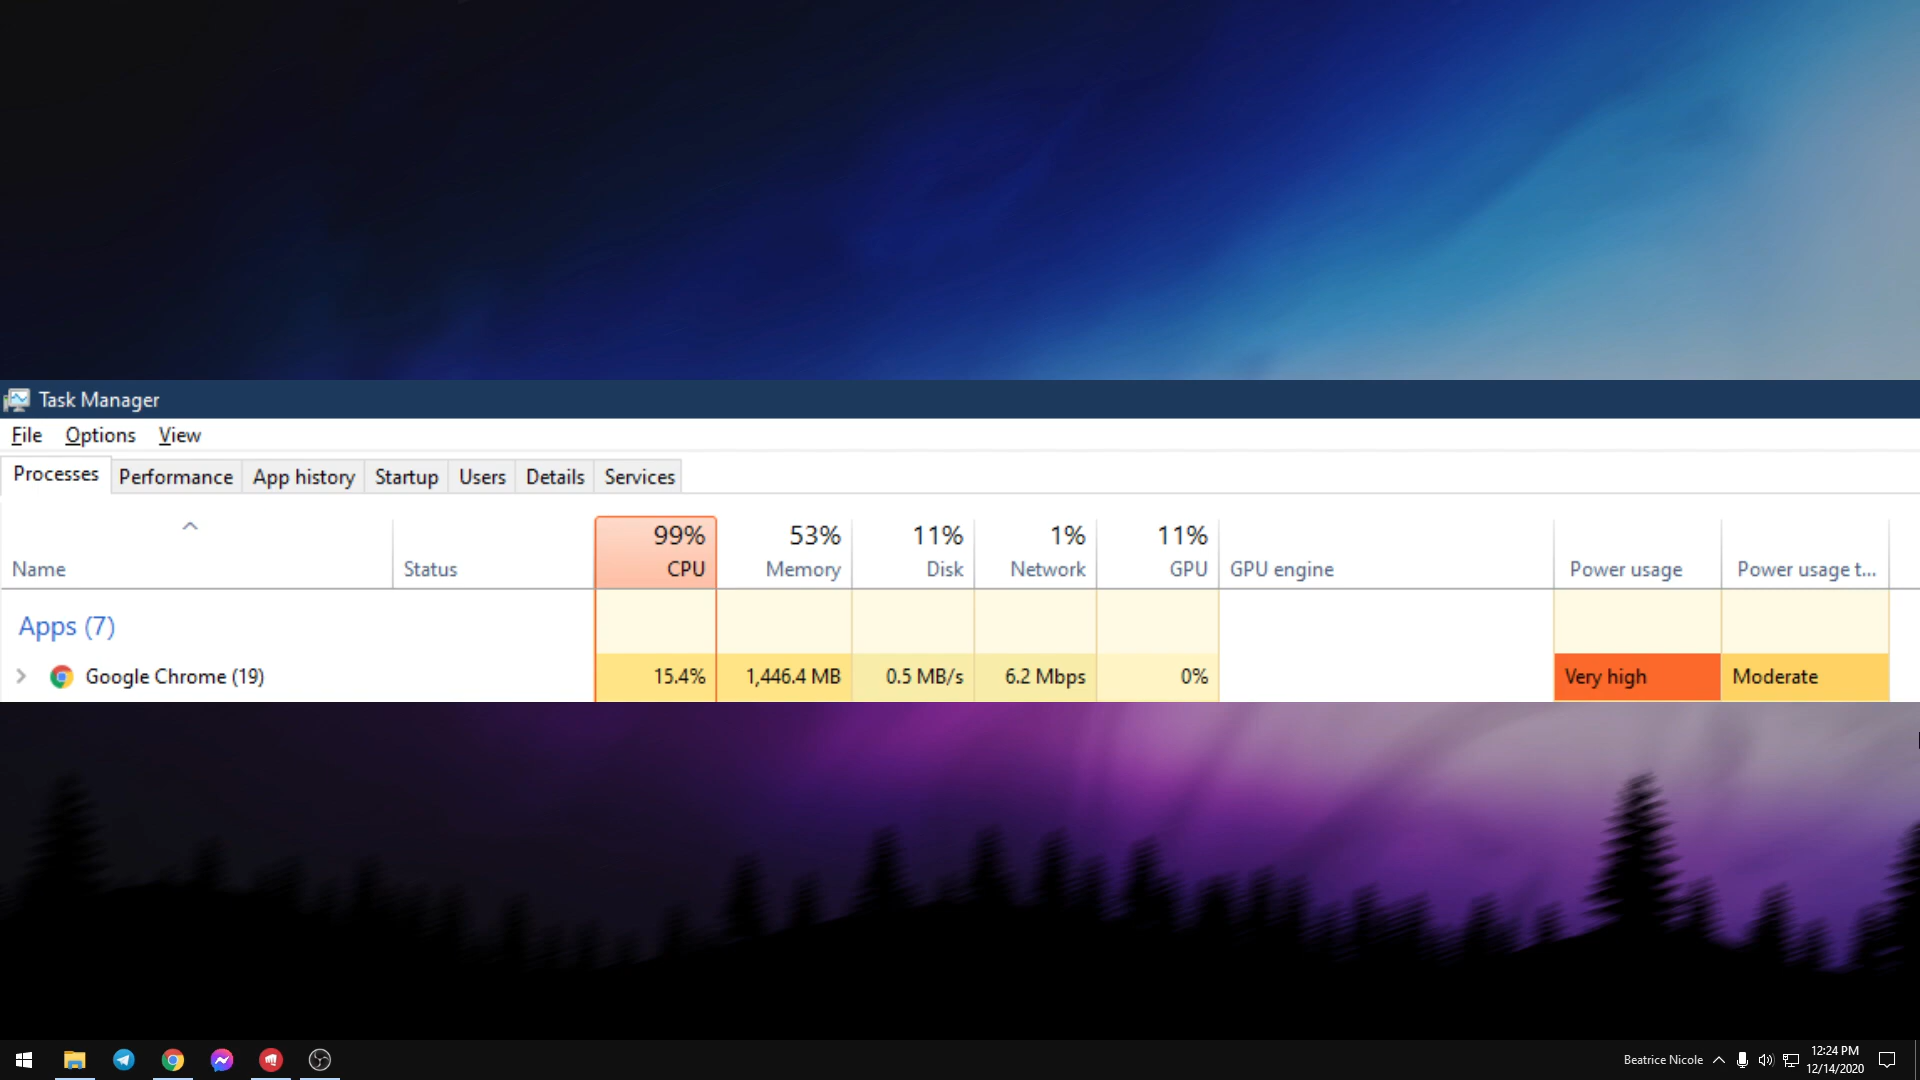 Task Manager
File Options View
Processes Performance App history Startup Users Details Services
99% 53% 11% 1% 11%
Name Status CPU Memory Disk Network GPU GPU engine Power usage Power usage t...
Apps (7)
Google Chrome (19) 15.4% 1,446.4 MB 0.5 MB/s 6.2 Mbps 0% Very high Moderate
Beatrice Nicole 12:24 PM
12/14/2020